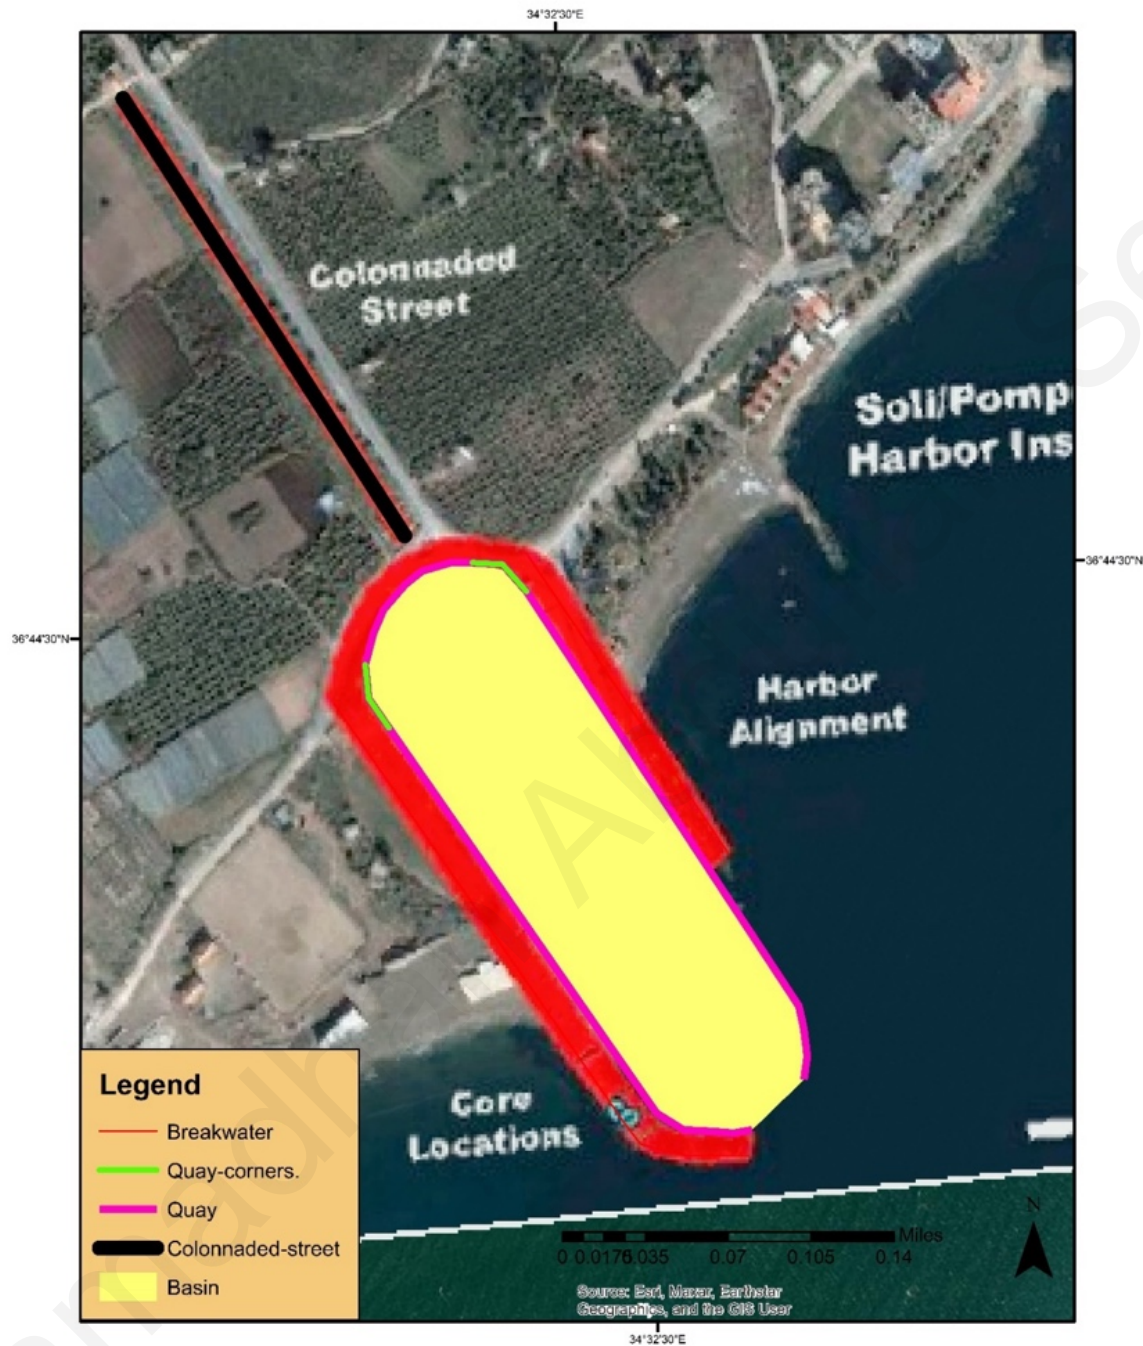 34°32'30"E
Colonnaded
Street
Soli/Pomp
Harbor Ins
36°44'30"N
36°44'30"N
Harbor
Alignment
Core
Locations
Legend
Breakwater
Quay-corners.
Quay
Colonnaded-street
Basin
N
Miles
0 0.0175 0.035 0.07 0.105 0.14
Source: Esri, Maxar, Earthstar
Geographics, and the GIS User
34°32'30"E